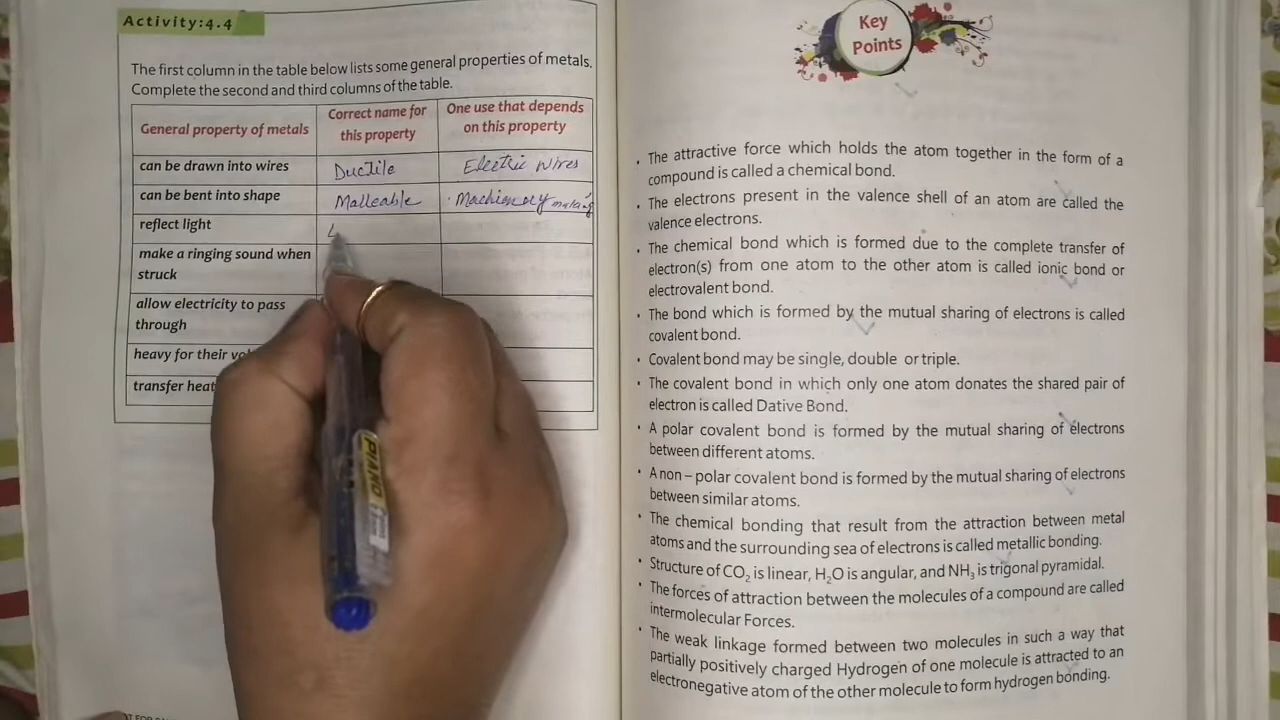 Activity:4.4
The first column in the table below lists some general properties of metals.
Complete the second and third columns of the table.
General property of metals
Correct name for this property
One use that depends on this property
can be drawn into wires Ductile Electric Wires
can be bent into shape Malleable Machinery making
reflect light
make a ringing sound when
struck
allow electricity to pass
through
heavy for their
transfer heat
Key
Points
The attractive force which holds the atom together in the form of a
compound is called a chemical bond.
The electrons present in the valence shell of an atom are called the
valence electrons.
The chemical bond which is formed due to the complete transfer of
electron(s) from one atom to the other atom is called ionic bond or
electrovalent bond.
The bond which is formed by the mutual sharing of electrons is called
covalent bond.
Covalent bond may be single, double or triple.
The covalent bond in which only one atom donates the shared pair of
electron is called Dative Bond.
A polar covalent bond is formed by the mutual sharing of electrons
between different atoms.
A non – polar covalent bond is formed by the mutual sharing of electrons
between similar atoms.
The chemical bonding that result from the attraction between metal
atoms and the surrounding sea of electrons is called metallic bonding.
Structure of CO₂ is linear, H₂O is angular, and NH₃ is trigonal pyramidal.
The forces of attraction between the molecules of a compound are called
intermolecular Forces.
The weak linkage formed between two molecules in such a way that
partially positively charged Hydrogen of one molecule is attracted to an
electronegative atom of the other molecule to form hydrogen bonding.
PIANO